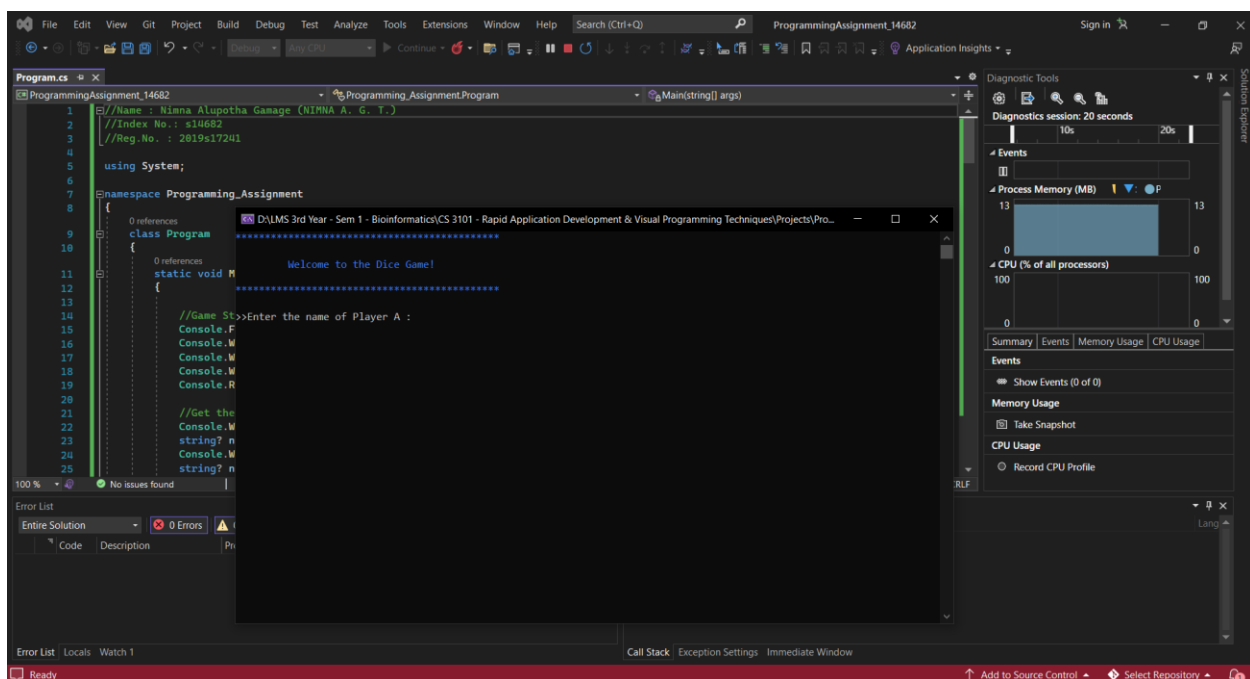 File Edit View Git Project Build Debug Test Analyze Tools Extensions Window Help Search (Ctrl+Q) ProgrammingAssignment_14682 Sign in
Debug Any CPU Continue Application Insights
Program.cs
ProgrammingAssignment_14682 Programming_Assignment.Program Main(string[] args)
1 //Name : Nimna Alupotha Gamage (NIMNA A. G. T.)
2 //Index No.: s14682
3 //Reg.No. : 2019s17241
4
5 using System;
6
7 namespace Programming_Assignment
8 {
0 references
9 class Program
10 {
0 references
11 static void M
12 {
13
14 //Game St
15 Console.F
16 Console.W
17 Console.W
18 Console.W
19 Console.R
20
21 //Get the
22 Console.W
23 string? n
24 Console.W
25 string? n
100 % No issues found
RLF
D:\LMS 3rd Year - Sem 1 - Bioinformatics\CS 3101 - Rapid Application Development & Visual Programming Techniques\Projects\Pro...
*********************************************
Welcome to the Dice Game!
*********************************************
>>Enter the name of Player A :
Diagnostic Tools
Diagnostics session: 20 seconds
10s 20s
Events
Process Memory (MB) P
13 13
0 0
CPU (% of all processors)
100 100
0 0
Summary Events Memory Usage CPU Usage
Events
Show Events (0 of 0)
Memory Usage
Take Snapshot
CPU Usage
Record CPU Profile
Solution Explorer
Error List
Entire Solution 0 Errors
Code Description Pr
Lang
Error List Locals Watch 1
Call Stack Exception Settings Immediate Window
Ready Add to Source Control Select Repository